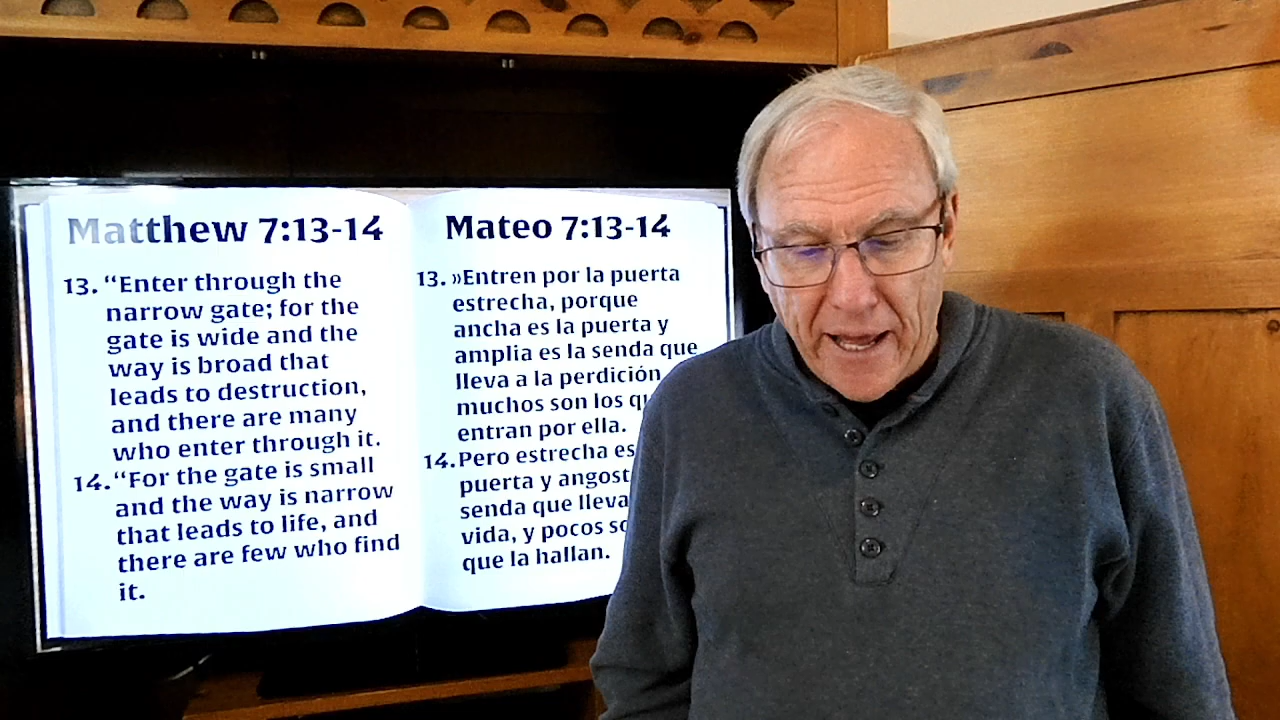 Matthew 7:13-14
13. “Enter through the
narrow gate; for the
gate is wide and the
way is broad that
leads to destruction,
and there are many
who enter through it.
14. “For the gate is small
and the way is narrow
that leads to life, and
there are few who find
it.
Mateo 7:13-14
13. »Entren por la puerta
estrecha, porque
ancha es la puerta y
amplia es la senda que
lleva a la perdición
muchos son los
entran por ella.
14. Pero estrecha es
puerta y
senda que lleva
vida, y pocos
que la hallan.